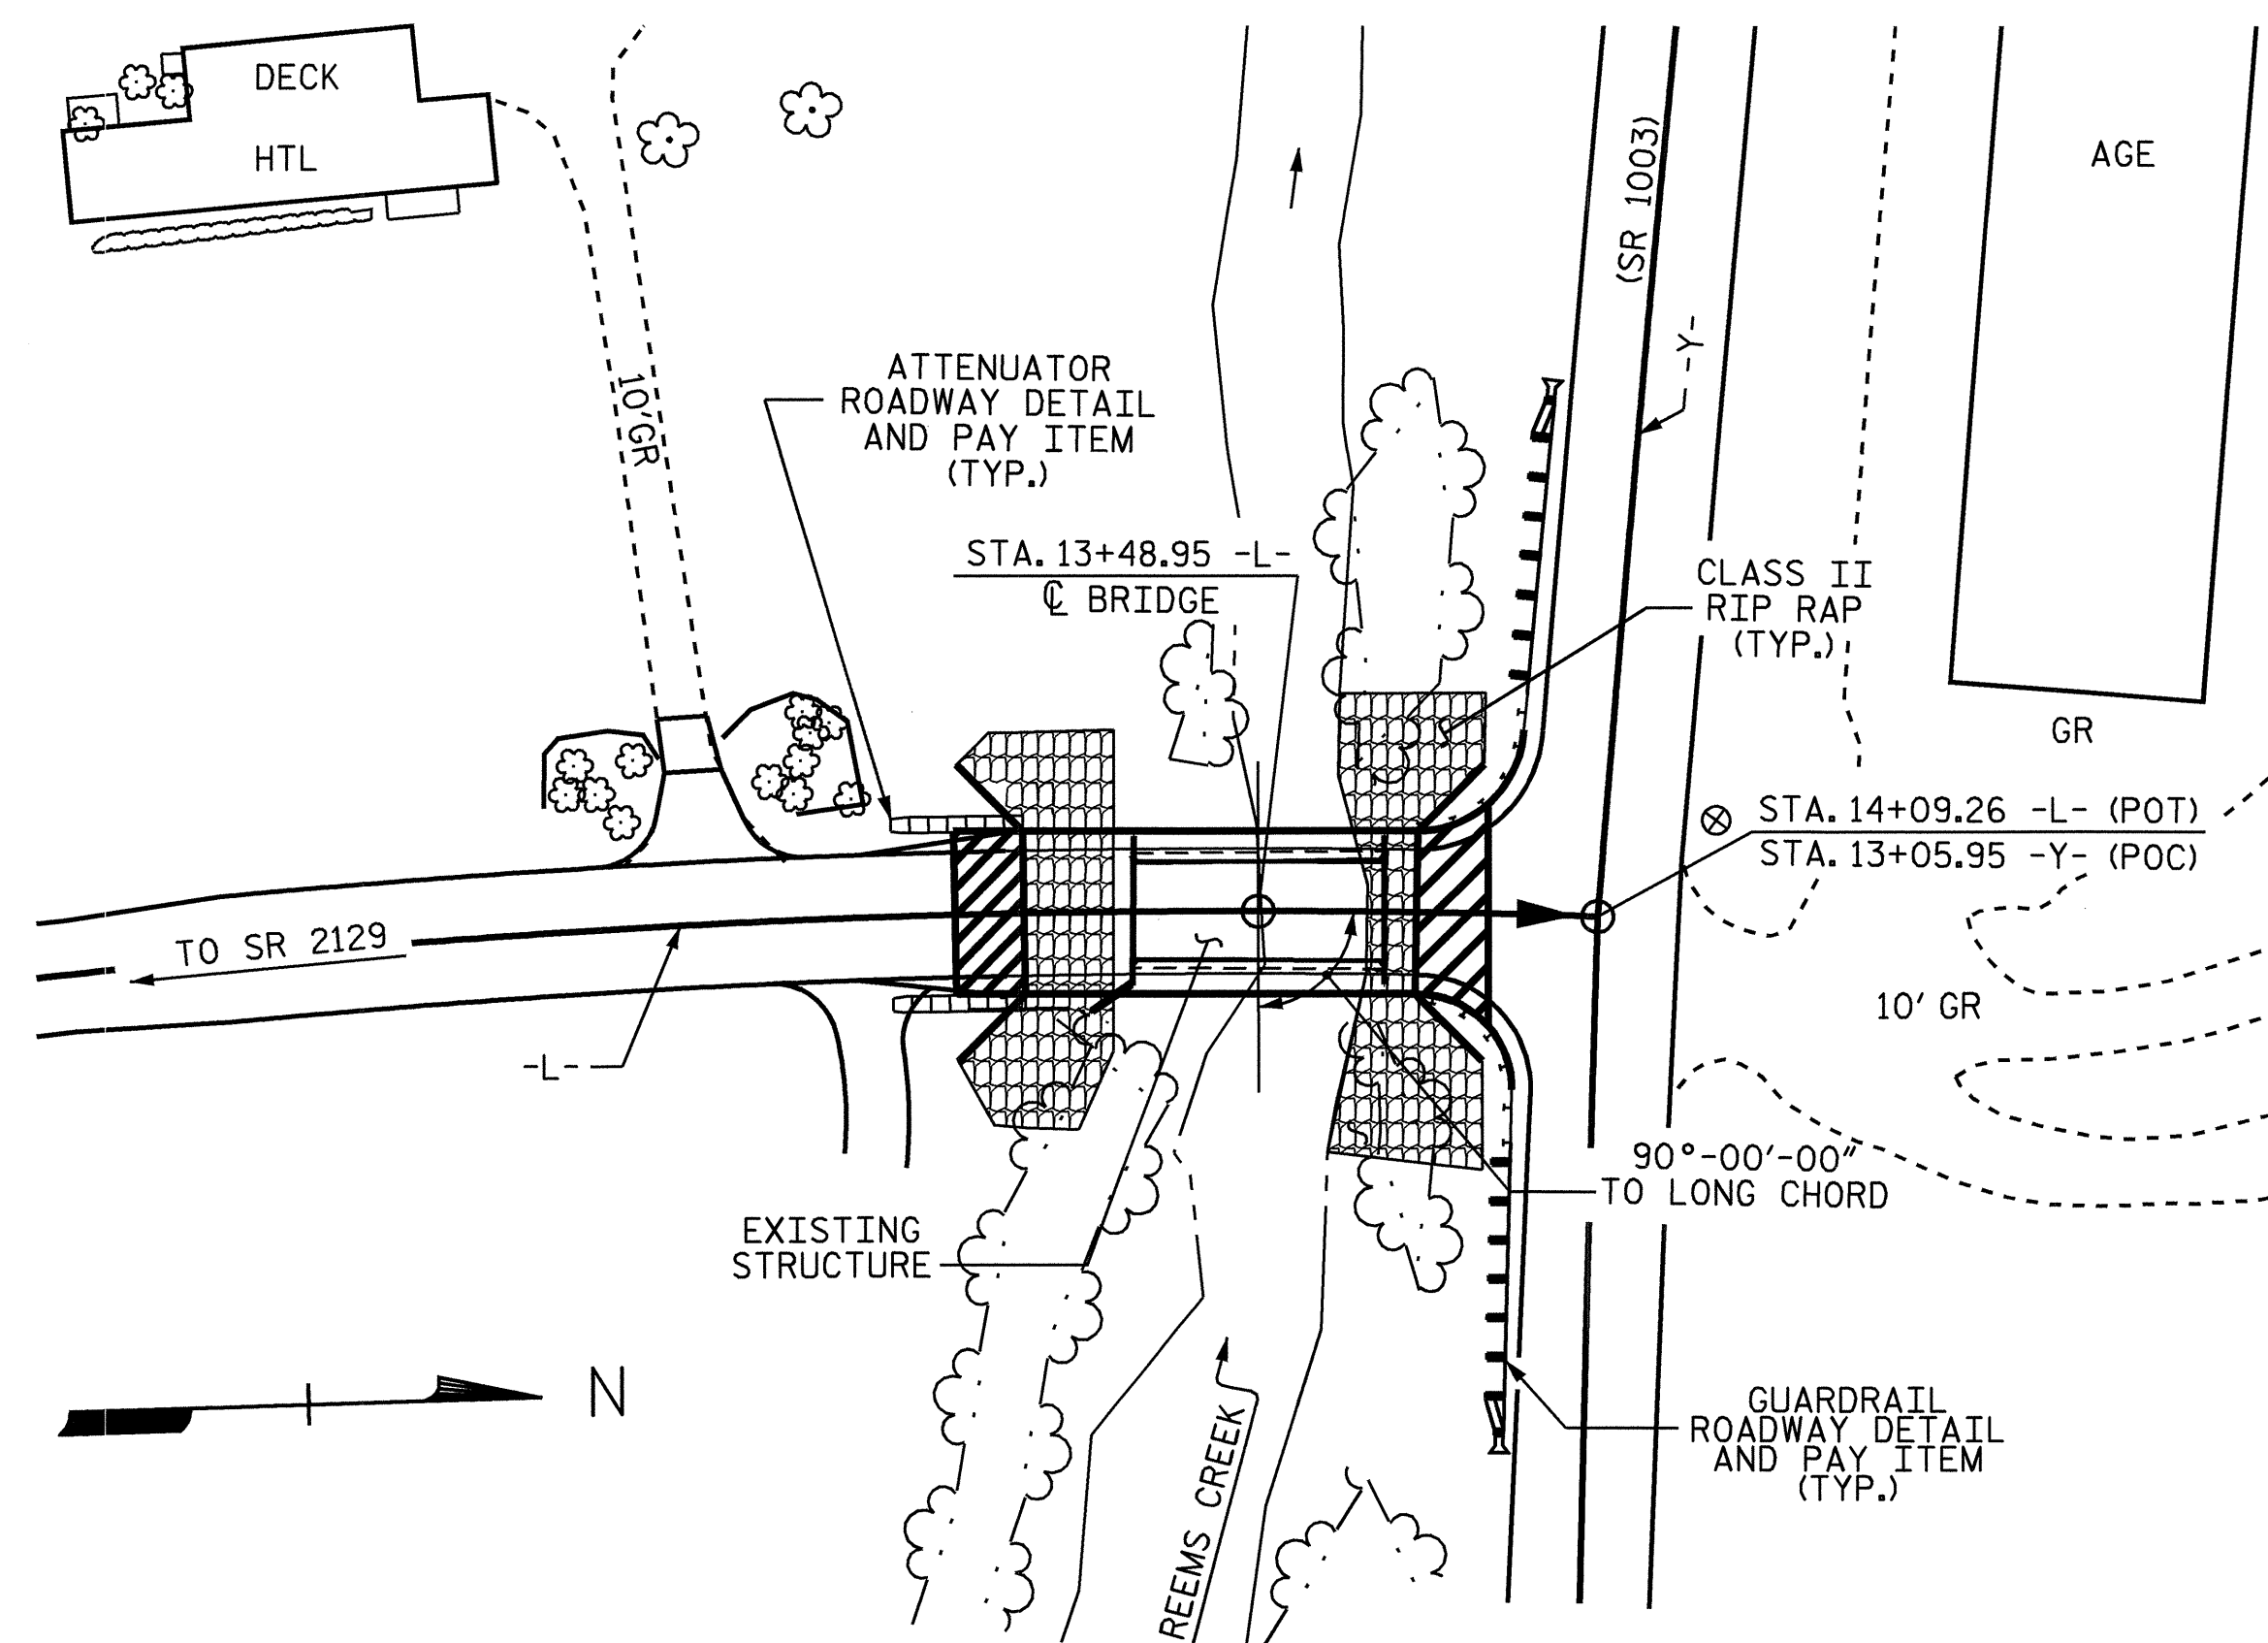 DECK
HTL
(SR 1003)
AGE
-Y-
10'GR
ATTENUATOR
ROADWAY DETAIL
AND PAY ITEM
(TYP.)
STA. 13+48.95 -L-
℄ BRIDGE
CLASS II
RIP RAP
(TYP.)
GR
STA. 14+09.26 -L- (POT)
STA. 13+05.95 -Y- (POC)
TO SR 2129
10' GR
-L-
90°-00'-00"
TO LONG CHORD
EXISTING
STRUCTURE
N
REEMS CREEK
GUARDRAIL
ROADWAY DETAIL
AND PAY ITEM
(TYP.)